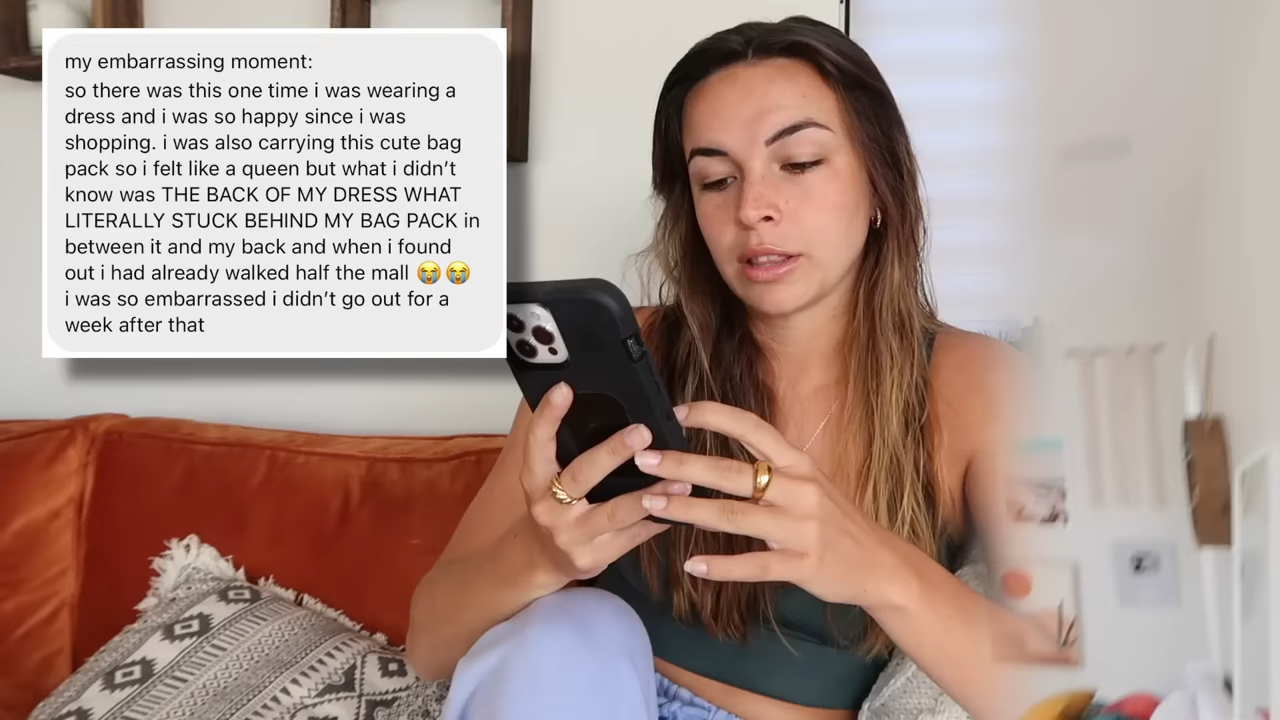 my embarrassing moment:
so there was this one time i was wearing a
dress and i was so happy since i was
shopping. i was also carrying this cute bag
pack so i felt like a queen but what i didn’t
know was THE BACK OF MY DRESS WHAT
LITERALLY STUCK BEHIND MY BAG PACK in
between it and my back and when i found
out i had already walked half the mall 😭😭
i was so embarrassed i didn’t go out for a
week after that